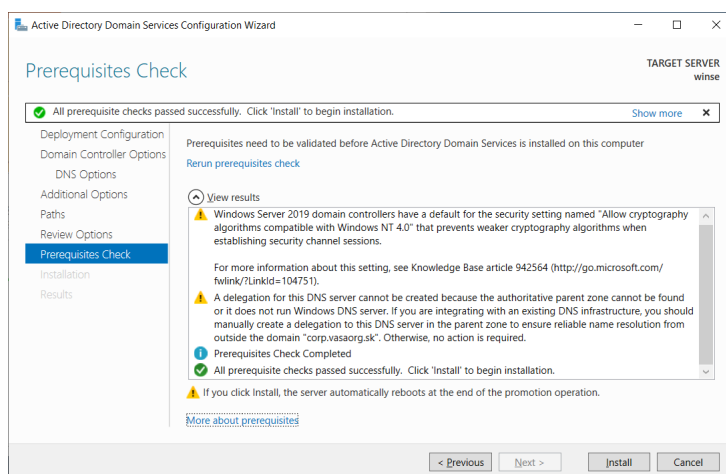 Active Directory Domain Services Configuration Wizard
Prerequisites Check
TARGET SERVER
winse
All prerequisite checks passed successfully. Click 'Install' to begin installation.
Show more
Deployment Configuration
Domain Controller Options
DNS Options
Additional Options
Paths
Review Options
Prerequisites Check
Installation
Results
Prerequisites need to be validated before Active Directory Domain Services is installed on this computer
Rerun prerequisites check
View results
Windows Server 2019 domain controllers have a default for the security setting named "Allow cryptography
algorithms compatible with Windows NT 4.0" that prevents weaker cryptography algorithms when
establishing security channel sessions.
For more information about this setting, see Knowledge Base article 942564 (http://go.microsoft.com/
fwlink/?LinkId=104751).
A delegation for this DNS server cannot be created because the authoritative parent zone cannot be found
or it does not run Windows DNS server. If you are integrating with an existing DNS infrastructure, you should
manually create a delegation to this DNS server in the parent zone to ensure reliable name resolution from
outside the domain "corp.vasaorg.sk". Otherwise, no action is required.
Prerequisites Check Completed
All prerequisite checks passed successfully. Click 'Install' to begin installation.
If you click Install, the server automatically reboots at the end of the promotion operation.
More about prerequisites
< Previous
Next >
Install
Cancel